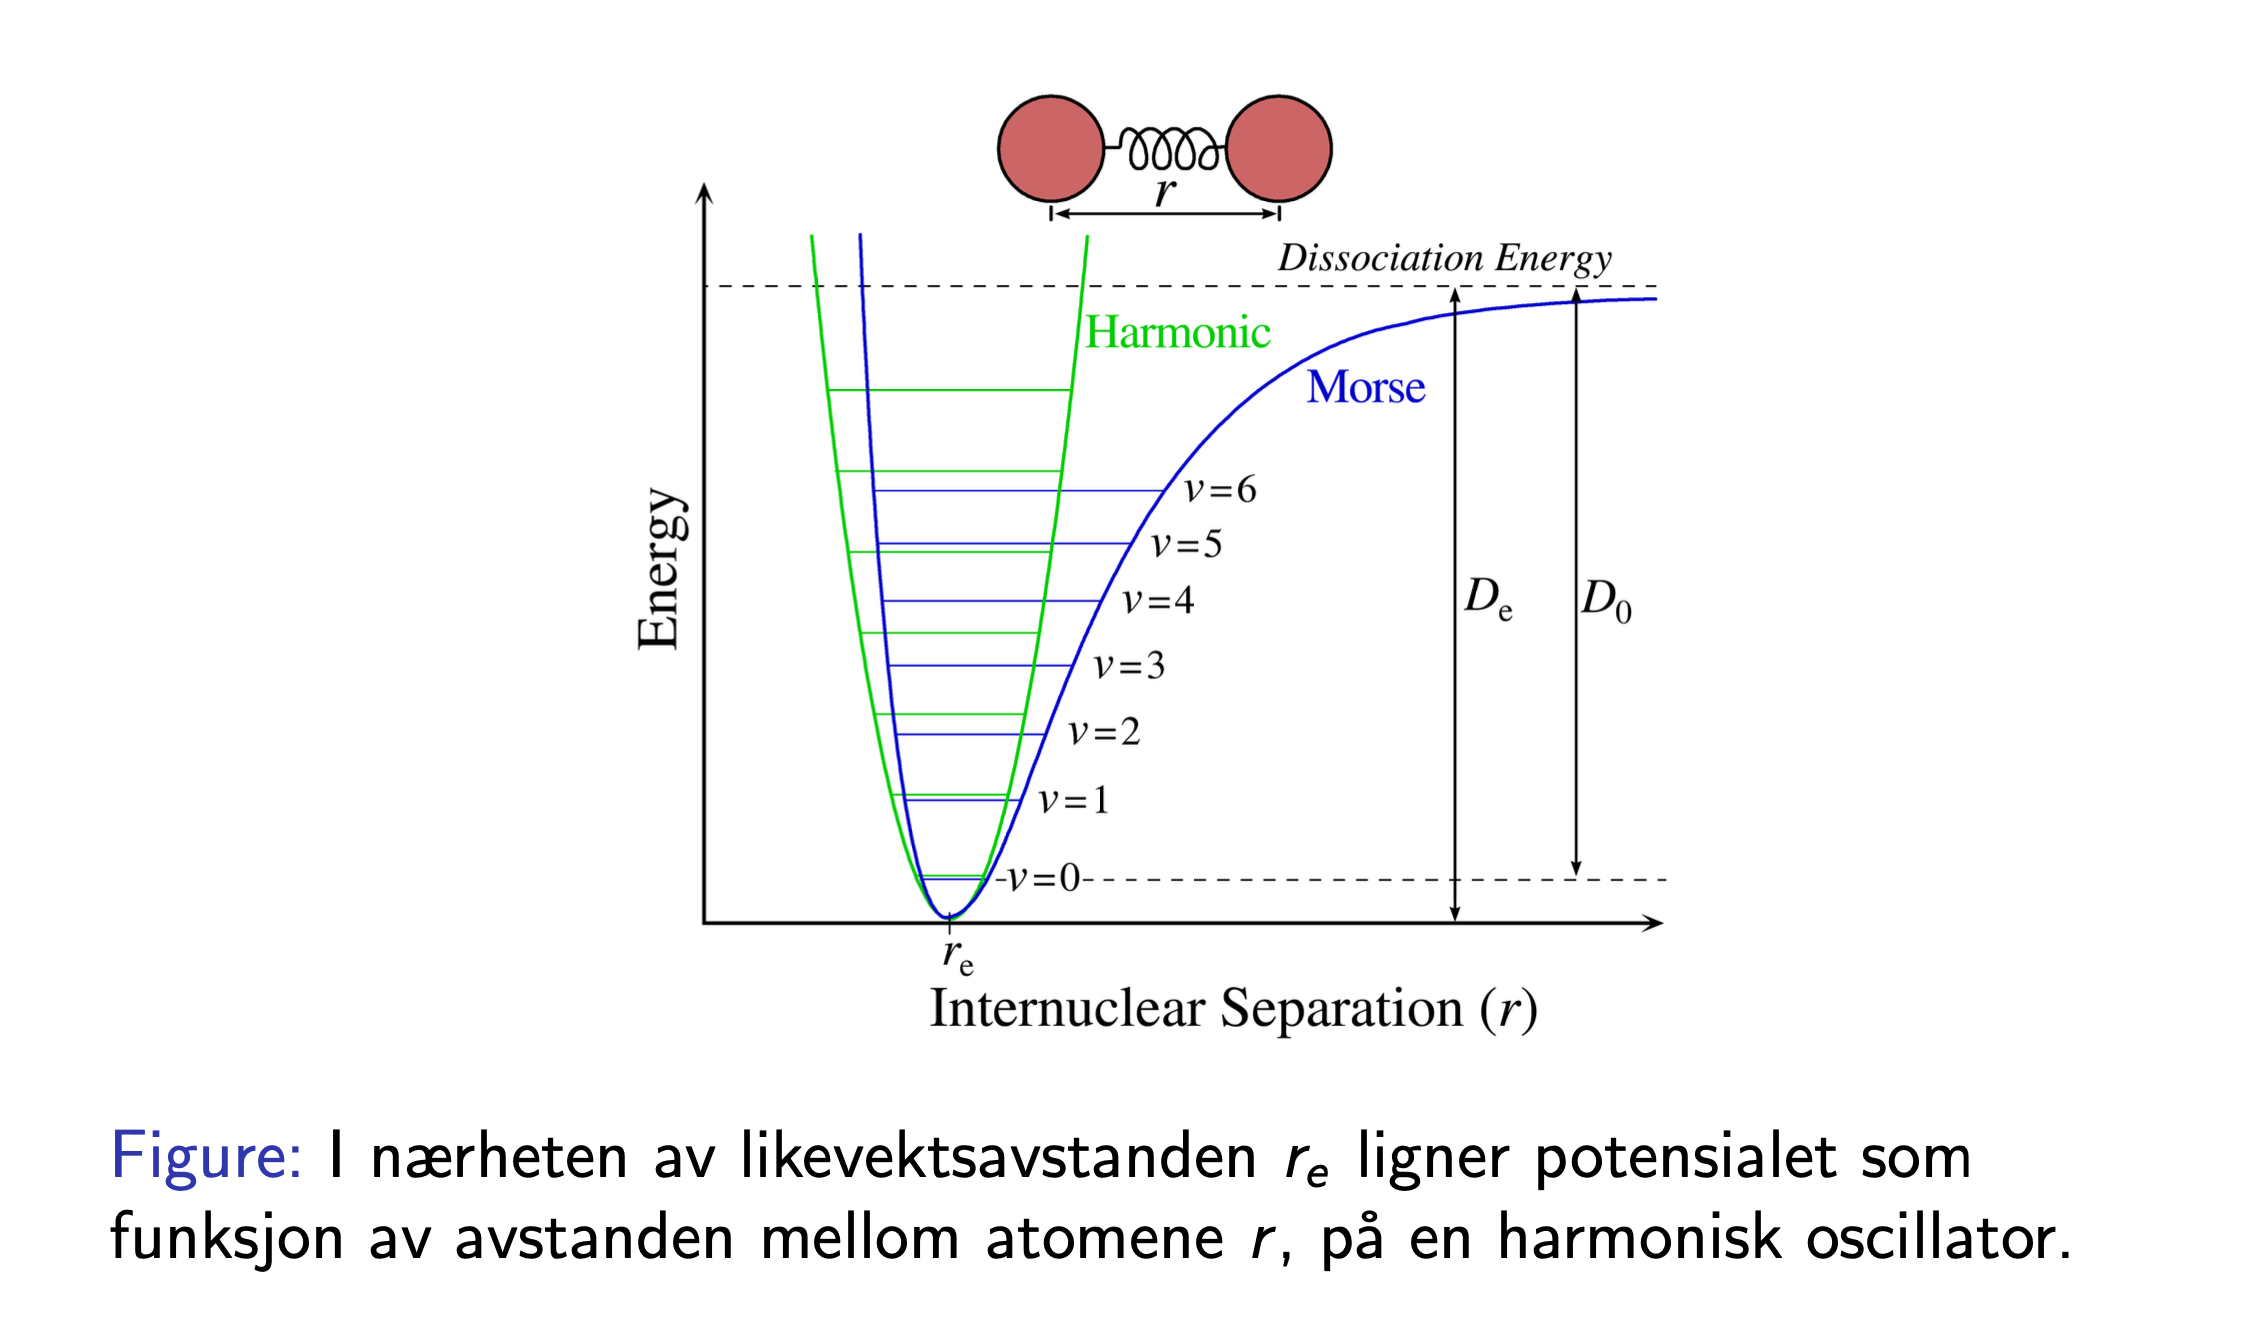 r
Dissociation Energy
Harmonic
Morse
v=6
v=5
v=4
v=3
v=2
v=1
v=0
Energy
Dₑ
D₀
rₑ
Internuclear Separation (r)
Figure: I nærheten av likevektsavstanden rₑ ligner potensialet som
funksjon av avstanden mellom atomene r, på en harmonisk oscillator.